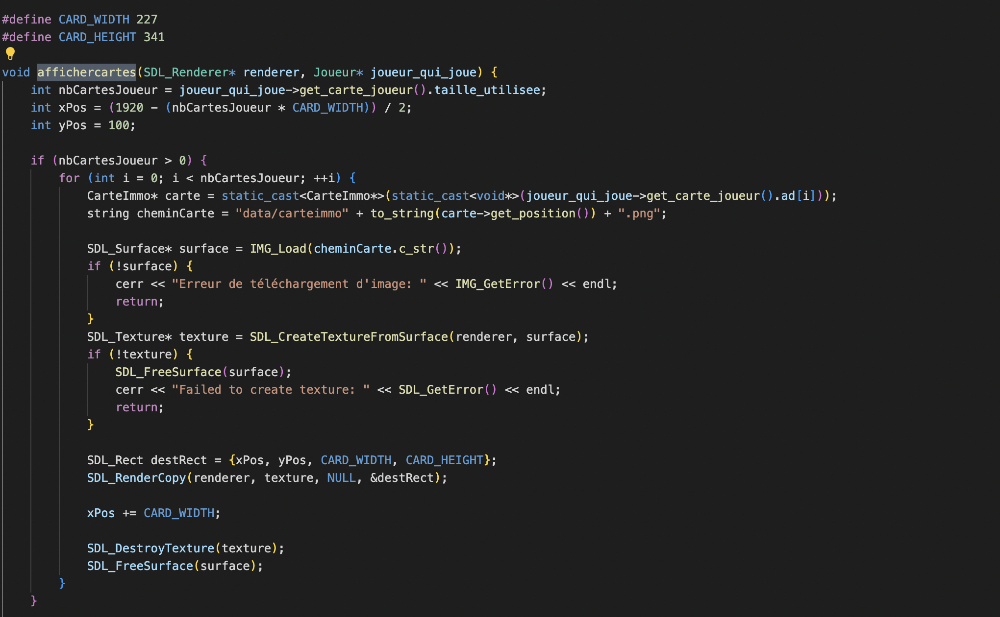 #define CARD_WIDTH 227
#define CARD_HEIGHT 341
void affichercartes(SDL_Renderer* renderer, Joueur* joueur_qui_joue) {
    int nbCartesJoueur = joueur_qui_joue->get_carte_joueur().taille_utilisee;
    int xPos = (1920 - (nbCartesJoueur * CARD_WIDTH)) / 2;
    int yPos = 100;
    if (nbCartesJoueur > 0) {
        for (int i = 0; i < nbCartesJoueur; ++i) {
            CarteImmo* carte = static_cast<CarteImmo*>(static_cast<void*>(joueur_qui_joue->get_carte_joueur().ad[i]));
            string cheminCarte = "data/carteimmo" + to_string(carte->get_position()) + ".png";
            SDL_Surface* surface = IMG_Load(cheminCarte.c_str());
            if (!surface) {
                cerr << "Erreur de téléchargement d'image: " << IMG_GetError() << endl;
                return;
            }
            SDL_Texture* texture = SDL_CreateTextureFromSurface(renderer, surface);
            if (!texture) {
                SDL_FreeSurface(surface);
                cerr << "Failed to create texture: " << SDL_GetError() << endl;
                return;
            }
            SDL_Rect destRect = {xPos, yPos, CARD_WIDTH, CARD_HEIGHT};
            SDL_RenderCopy(renderer, texture, NULL, &destRect);
            xPos += CARD_WIDTH;
            SDL_DestroyTexture(texture);
            SDL_FreeSurface(surface);
        }
    }